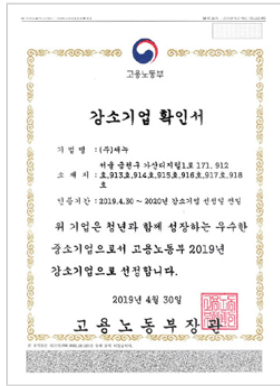 고용노동부
강소기업 확인서
기 업 명 : (주)세누
서울 금천구 가산디지털1로 171, 912
소 재 지 : 호,913호,914호,915호,916호,917호,918
호
인증기간 : 2019.4.30 ~ 2020년 강소기업 선정일 전일
위 기업은 청년과 함께 성장하는 우수한
중소기업으로서 고용노동부 2019년
강소기업으로 선정합니다.
2019년 4월 30일
고용노동부장관